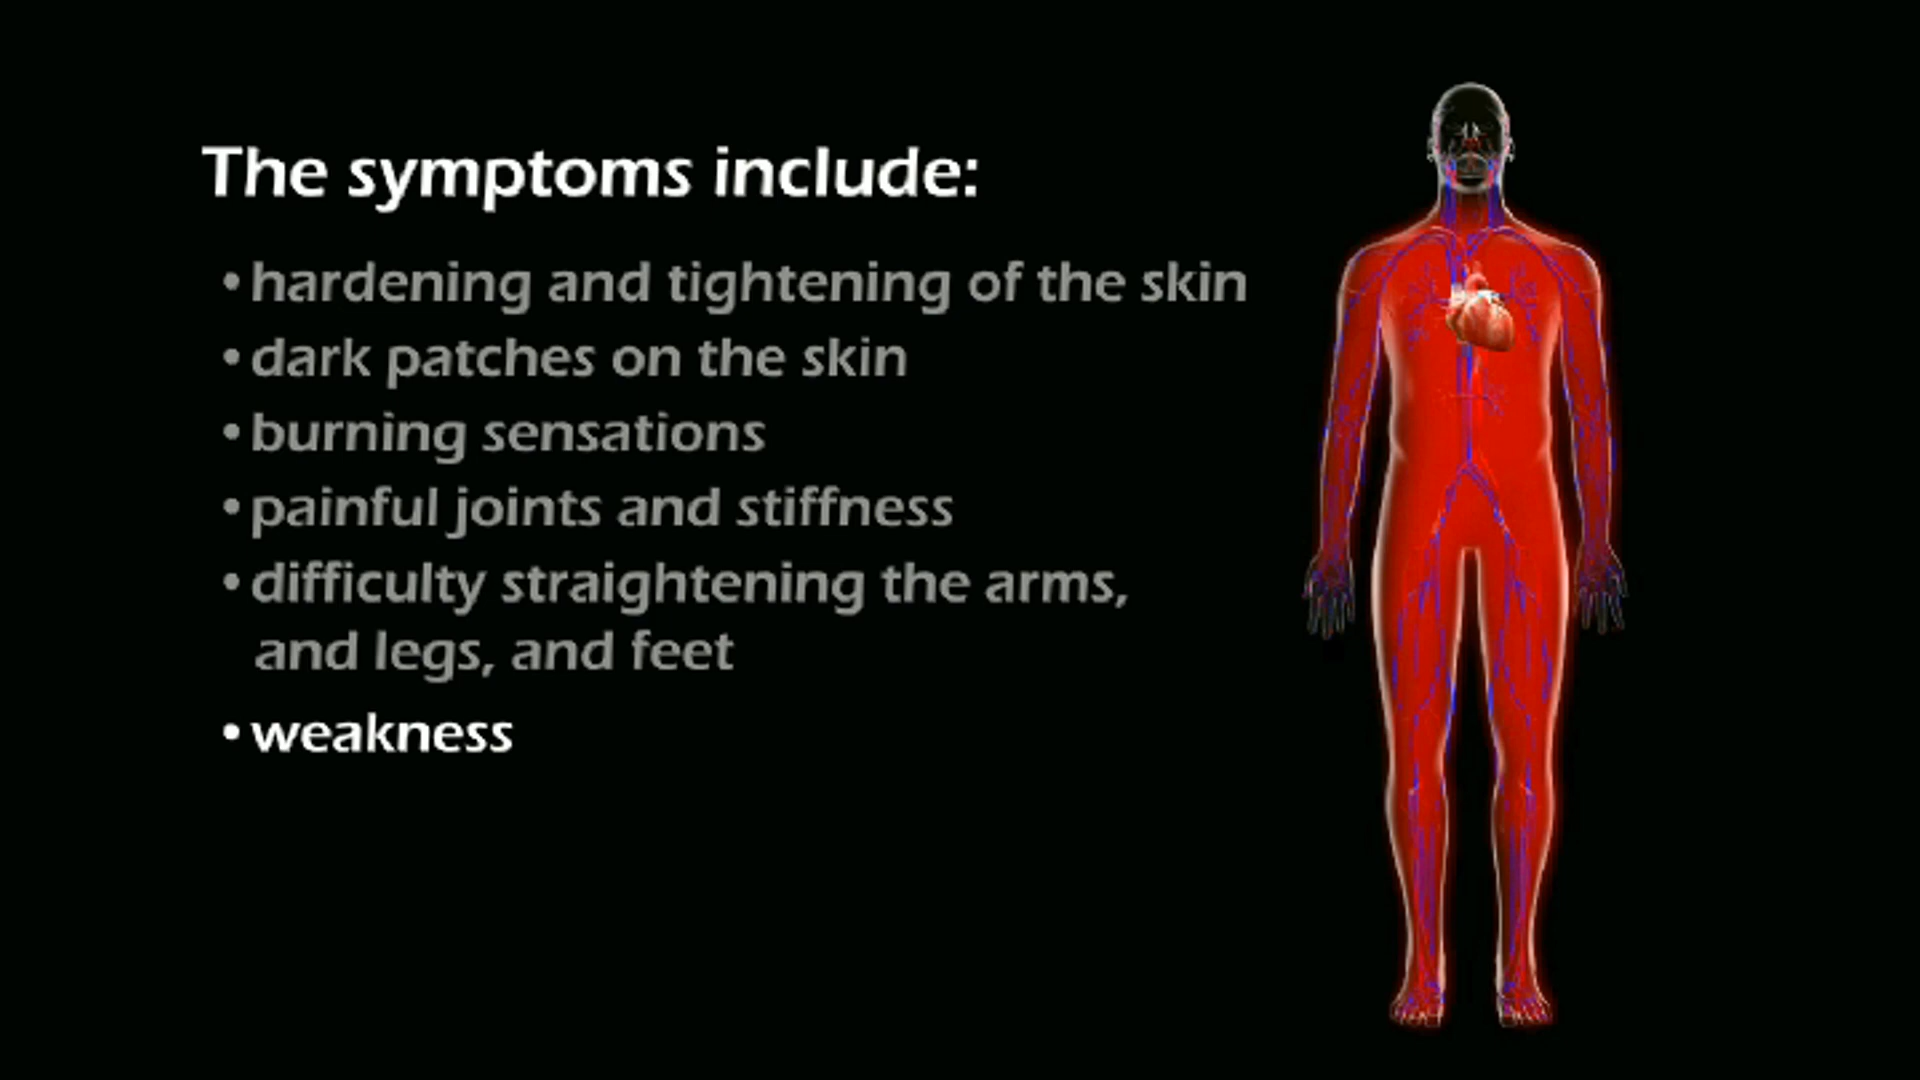 The symptoms include:
• hardening and tightening of the skin
• dark patches on the skin
• burning sensations
• painful joints and stiffness
• difficulty straightening the arms,
and legs, and feet
• weakness